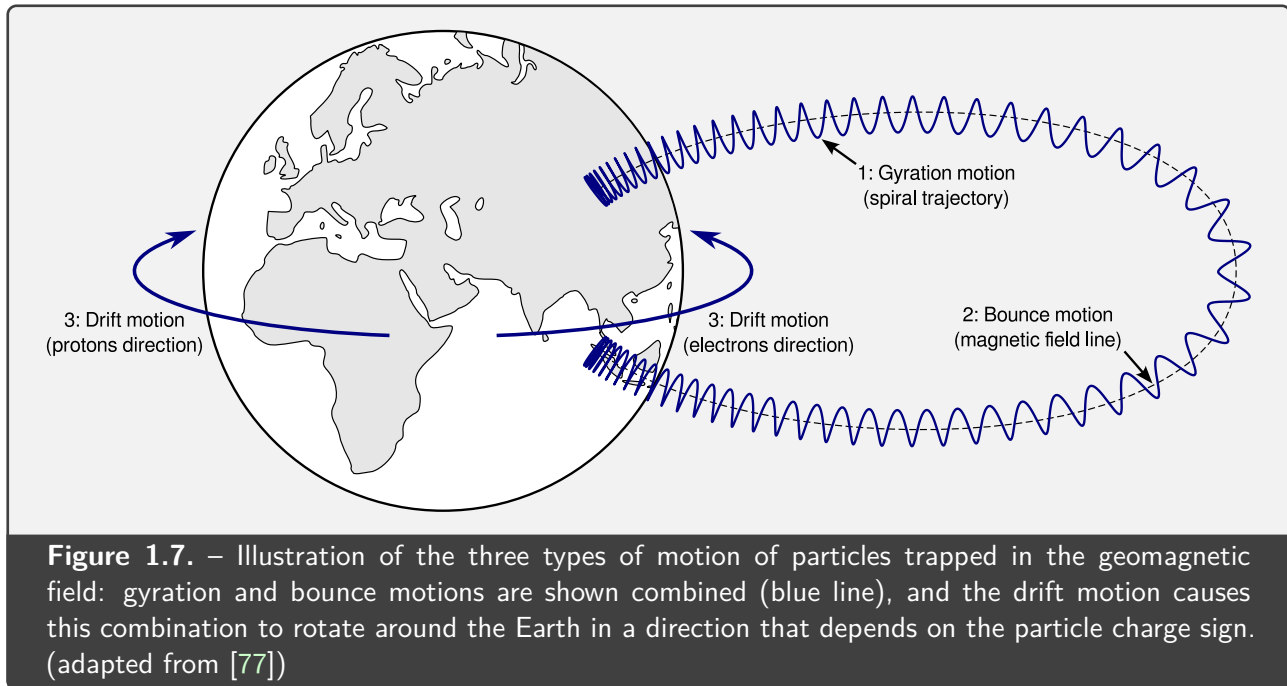 1: Gyration motion
(spiral trajectory)
2: Bounce motion
(magnetic field line)
3: Drift motion
(protons direction)
3: Drift motion
(electrons direction)
Figure 1.7. – Illustration of the three types of motion of particles trapped in the geomagnetic
field: gyration and bounce motions are shown combined (blue line), and the drift motion causes
this combination to rotate around the Earth in a direction that depends on the particle charge sign.
(adapted from [77])